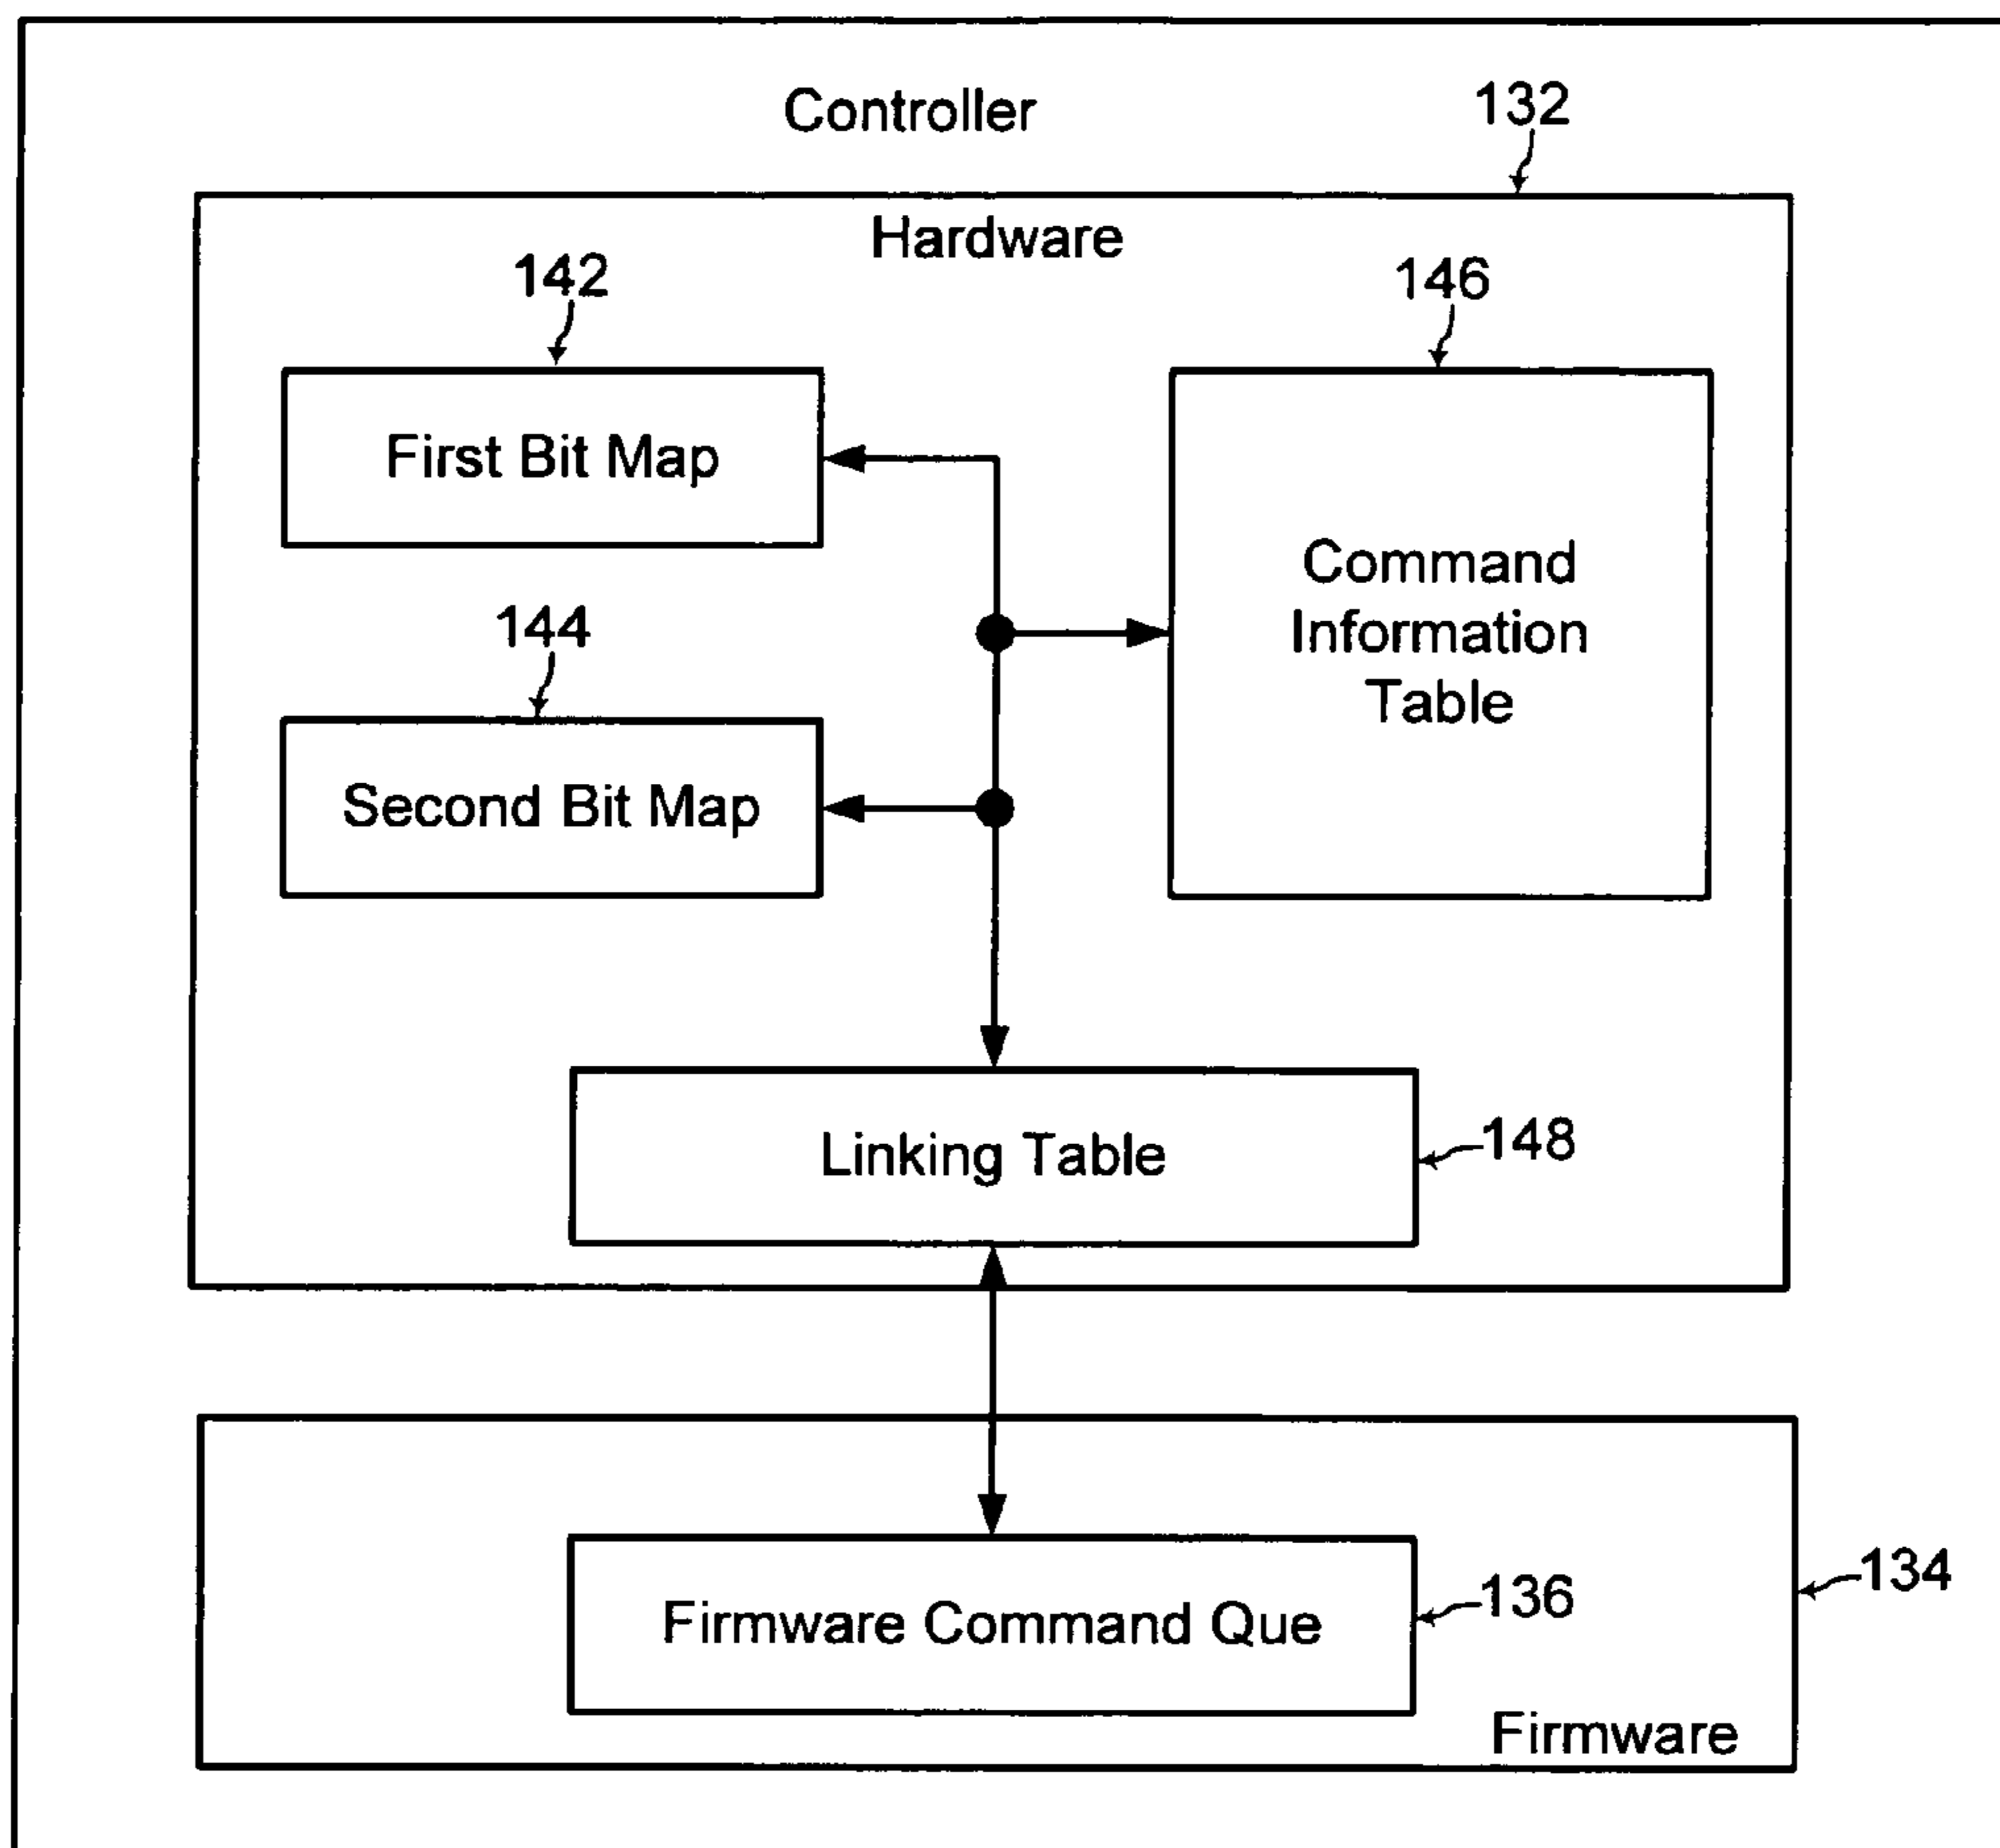 Controller
132
Hardware
142
146
First Bit Map
Command
Information
Table
144
Second Bit Map
Linking Table
148
Firmware Command Que
136
134
Firmware